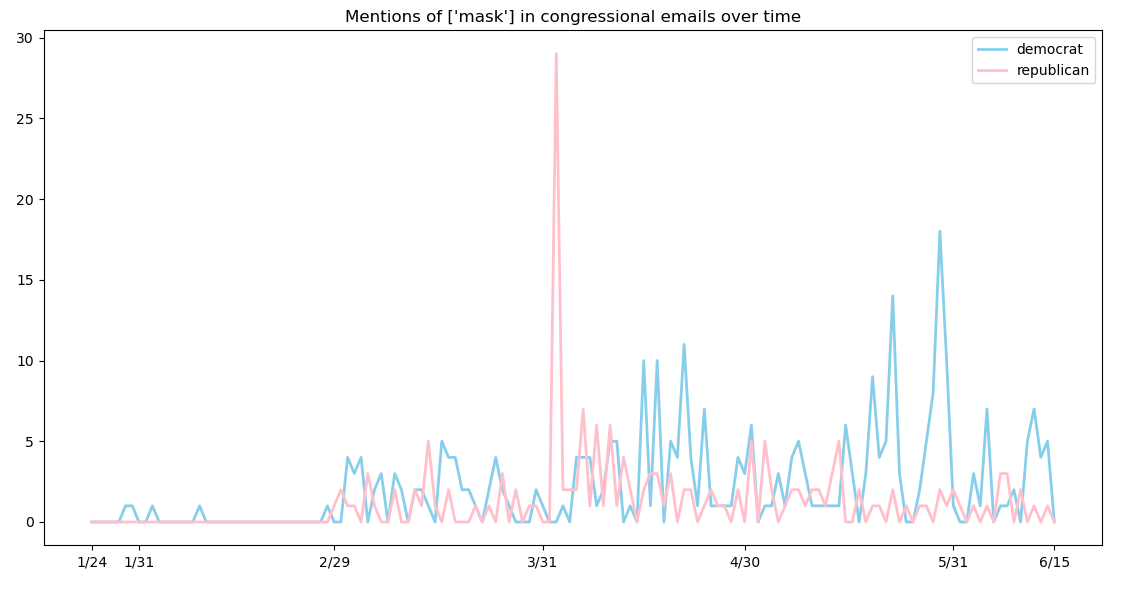 Mentions of ['mask'] in congressional emails over time
democrat
republican
30
25
20
15
10
5
0
1/24 1/31 2/29 3/31 4/30 5/31 6/15